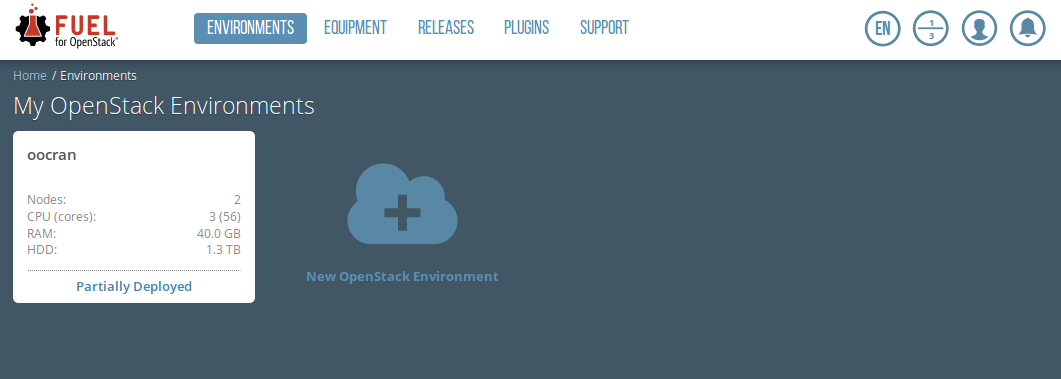 FUEL
for OpenStack
ENVIRONMENTS EQUIPMENT RELEASES PLUGINS SUPPORT EN 1 3
Home / Environments
My OpenStack Environments
oocran
Nodes: 2
CPU (cores): 3 (56)
RAM: 40.0 GB
HDD: 1.3 TB
Partially Deployed
New OpenStack Environment